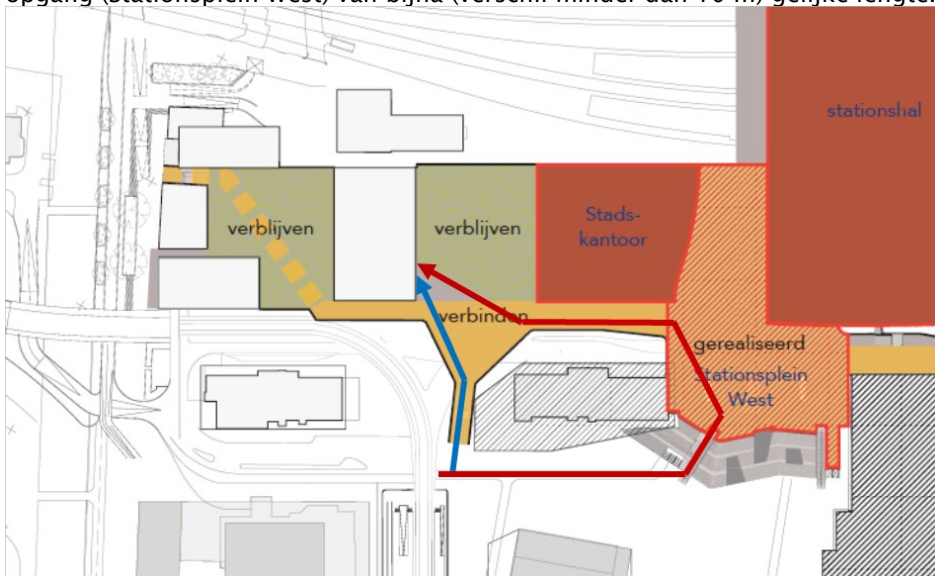 opgang (Stationsplein West) van bijna (verschil minder dan 10 m) gelijke lengte.
stationshal
verblijven
verblijven
Stads-
kantoor
verbinden
gerealiseerd
Stationsplein
West